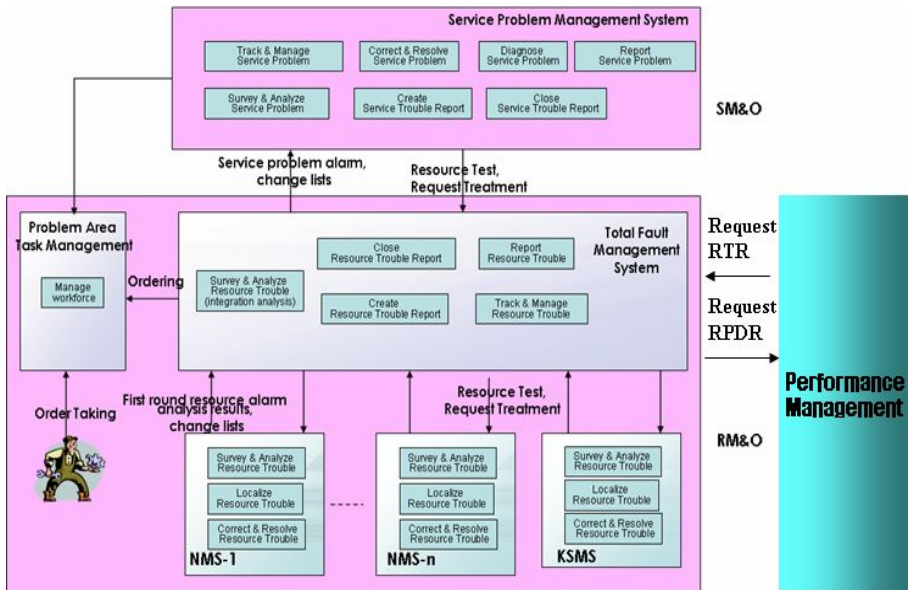 Service Problem Management System
Track & Manage
Service Problem
Correct & Resolve
Service Problem
Diagnose
Service Problem
Report
Service Problem
Survey & Analyze
Service Problem
Create
Service Trouble Report
Close
Service Trouble Report
SM&O
Service problem alarm,
change lists
Resource Test,
Request Treatment
Problem Area
Task Management
Manage
workforce
Ordering
Total Fault
Management
System
Close
Resource Trouble Report
Report
Resource Trouble
Survey & Analyze
Resource Trouble
(integration analysis)
Create
Resource Trouble Report
Track & Manage
Resource Trouble
Request
RTR
Request
RPDR
Performance
Management
Order Taking
First round resource alarm
analysis results,
change lists
Resource Test,
Request Treatment
RM&O
Survey & Analyze
Resource Trouble
Localize
Resource Trouble
Correct & Resolve
Resource Trouble
NMS-1
Survey & Analyze
Resource Trouble
Localize
Resource Trouble
Correct & Resolve
Resource Trouble
NMS-n
Survey & Analyze
Resource Trouble
Localize
Resource Trouble
Correct & Resolve
Resource Trouble
KSMS